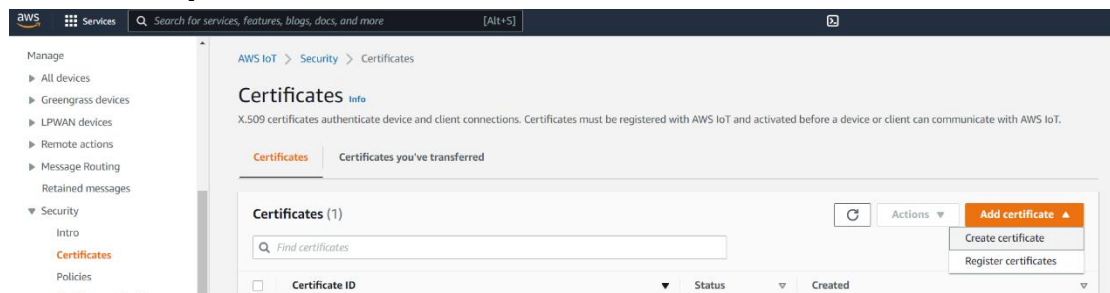 aws
Services
Search for services, features, blogs, docs, and more
[Alt+S]
Manage
All devices
Greengrass devices
LPWAN devices
Remote actions
Message Routing
Retained messages
Security
Intro
Certificates
Policies
AWS IoT > Security > Certificates
Certificates Info
X.509 certificates authenticate device and client connections. Certificates must be registered with AWS IoT and activated before a device or client can communicate with AWS IoT.
Certificates
Certificates you've transferred
Certificates (1)
Actions
Add certificate
Create certificate
Register certificates
Find certificates
Certificate ID
Status
Created